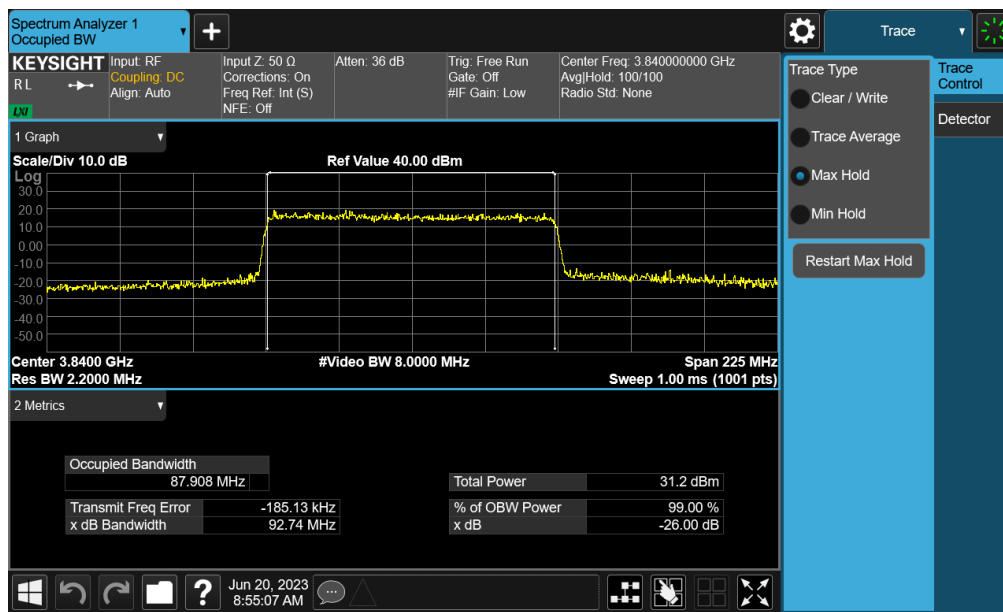 Spectrum Analyzer 1
Occupied BW
Trace
KEYSIGHT
R L
LXI
Input: RF
Coupling: DC
Align: Auto
Input Z: 50 Ω
Corrections: On
Freq Ref: Int (S)
NFE: Off
Atten: 36 dB
Trig: Free Run
Gate: Off
#IF Gain: Low
Center Freq: 3.840000000 GHz
Avg|Hold: 100/100
Radio Std: None
Trace Type
Clear / Write
Trace Average
Max Hold
Min Hold
Restart Max Hold
Trace
Control
Detector
1 Graph
Scale/Div 10.0 dB
Ref Value 40.00 dBm
Log
30.0
20.0
10.0
0.00
-10.0
-20.0
-30.0
-40.0
-50.0
Center 3.8400 GHz
#Video BW 8.0000 MHz
Span 225 MHz
Res BW 2.2000 MHz
Sweep 1.00 ms (1001 pts)
2 Metrics
Occupied Bandwidth
87.908 MHz
Total Power 31.2 dBm
Transmit Freq Error -185.13 kHz
% of OBW Power 99.00 %
x dB Bandwidth 92.74 MHz
x dB -26.00 dB
Jun 20, 2023
8:55:07 AM